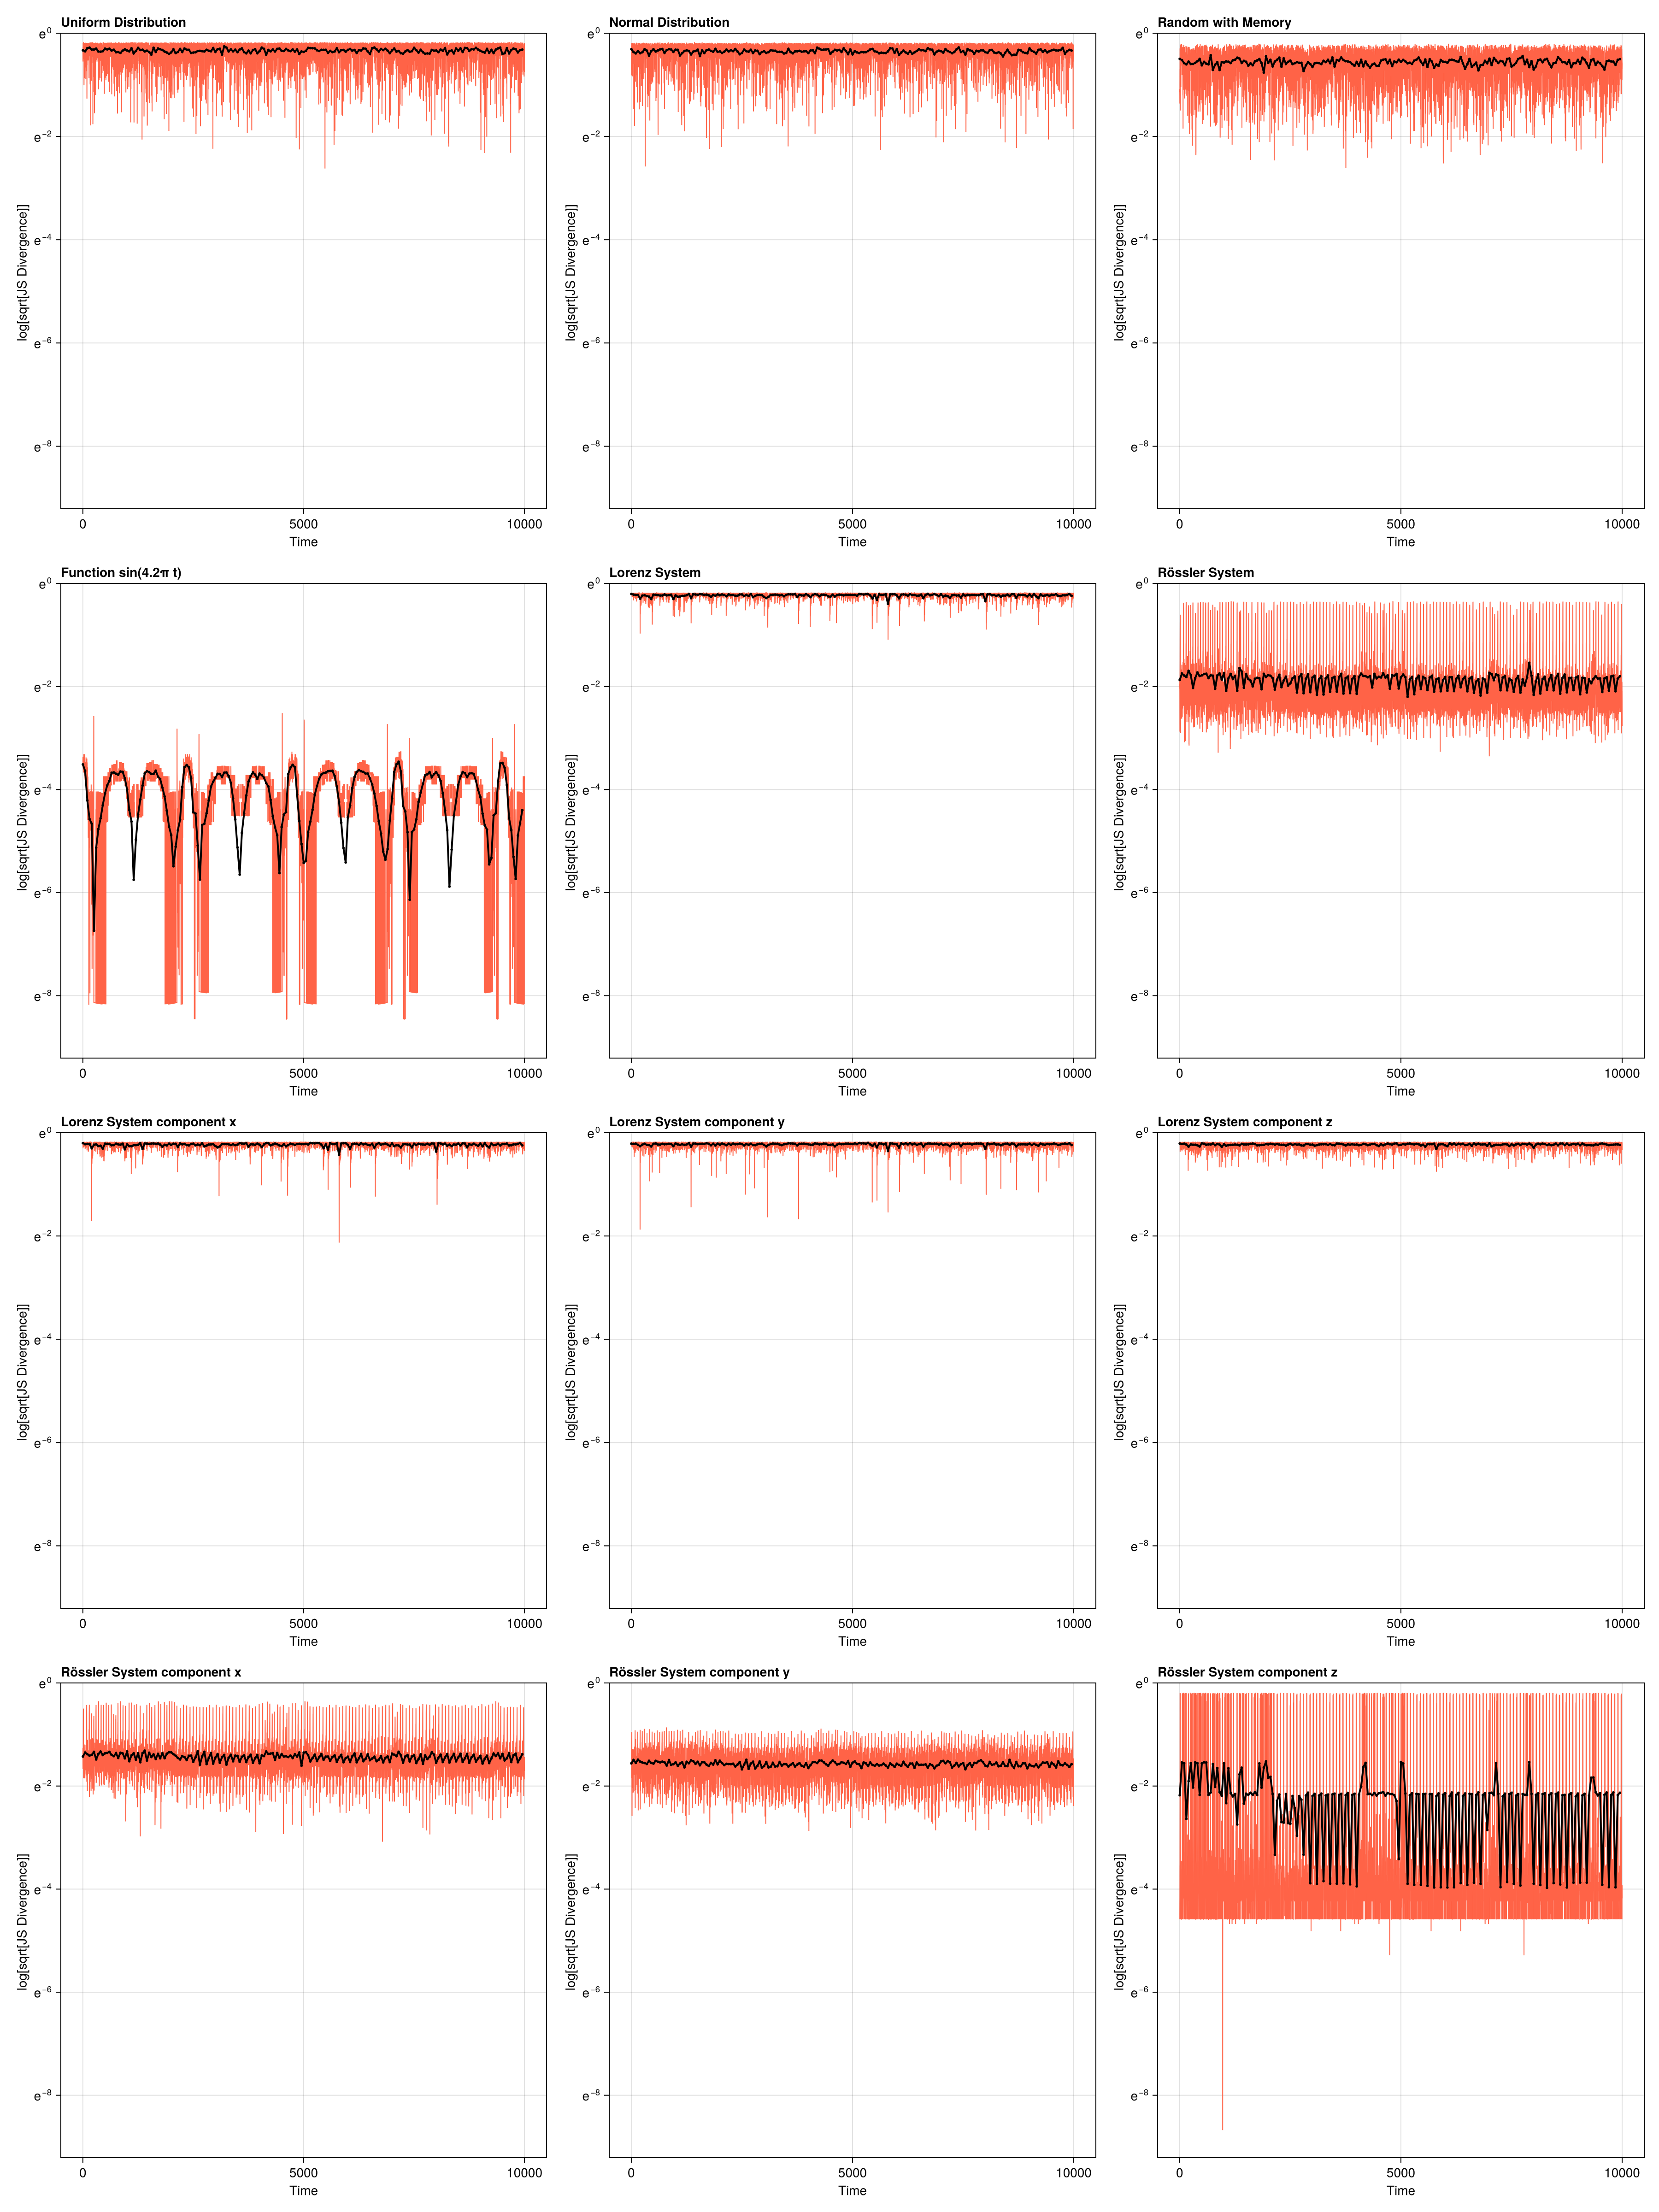 Uniform Distribution
e⁰
e⁻²
e⁻⁴
e⁻⁶
e⁻⁸
log[sqrt[JS Divergence]]
0 5000 10000
Time
Normal Distribution
e⁰
e⁻²
e⁻⁴
e⁻⁶
e⁻⁸
log[sqrt[JS Divergence]]
0 5000 10000
Time
Random with Memory
e⁰
e⁻²
e⁻⁴
e⁻⁶
e⁻⁸
log[sqrt[JS Divergence]]
0 5000 10000
Time
Function sin(4.2π t)
e⁰
e⁻²
e⁻⁴
e⁻⁶
e⁻⁸
log[sqrt[JS Divergence]]
0 5000 10000
Time
Lorenz System
e⁰
e⁻²
e⁻⁴
e⁻⁶
e⁻⁸
log[sqrt[JS Divergence]]
0 5000 10000
Time
Rössler System
e⁰
e⁻²
e⁻⁴
e⁻⁶
e⁻⁸
log[sqrt[JS Divergence]]
0 5000 10000
Time
Lorenz System component x
e⁰
e⁻²
e⁻⁴
e⁻⁶
e⁻⁸
log[sqrt[JS Divergence]]
0 5000 10000
Time
Lorenz System component y
e⁰
e⁻²
e⁻⁴
e⁻⁶
e⁻⁸
log[sqrt[JS Divergence]]
0 5000 10000
Time
Lorenz System component z
e⁰
e⁻²
e⁻⁴
e⁻⁶
e⁻⁸
log[sqrt[JS Divergence]]
0 5000 10000
Time
Rössler System component x
e⁰
e⁻²
e⁻⁴
e⁻⁶
e⁻⁸
log[sqrt[JS Divergence]]
0 5000 10000
Time
Rössler System component y
e⁰
e⁻²
e⁻⁴
e⁻⁶
e⁻⁸
log[sqrt[JS Divergence]]
0 5000 10000
Time
Rössler System component z
e⁰
e⁻²
e⁻⁴
e⁻⁶
e⁻⁸
log[sqrt[JS Divergence]]
0 5000 10000
Time